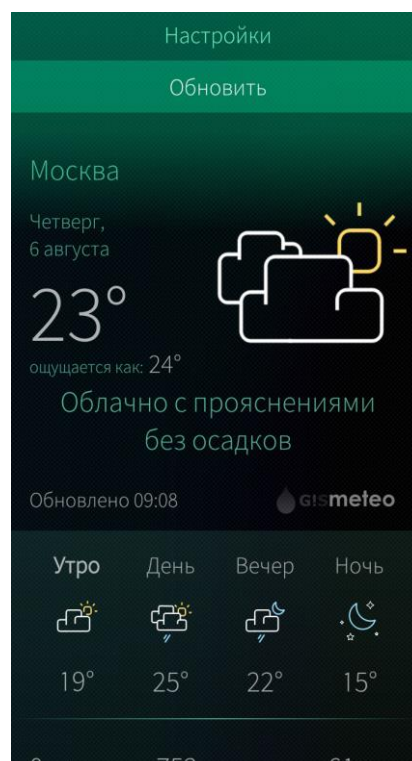 Настройки
Обновить
Москва
Четверг,
6 августа
23°
ощущается как: 24°
Облачно с прояснениями
без осадков
Обновлено 09:08
GISmeteo
Утро День Вечер Ночь
19° 25° 22° 15°